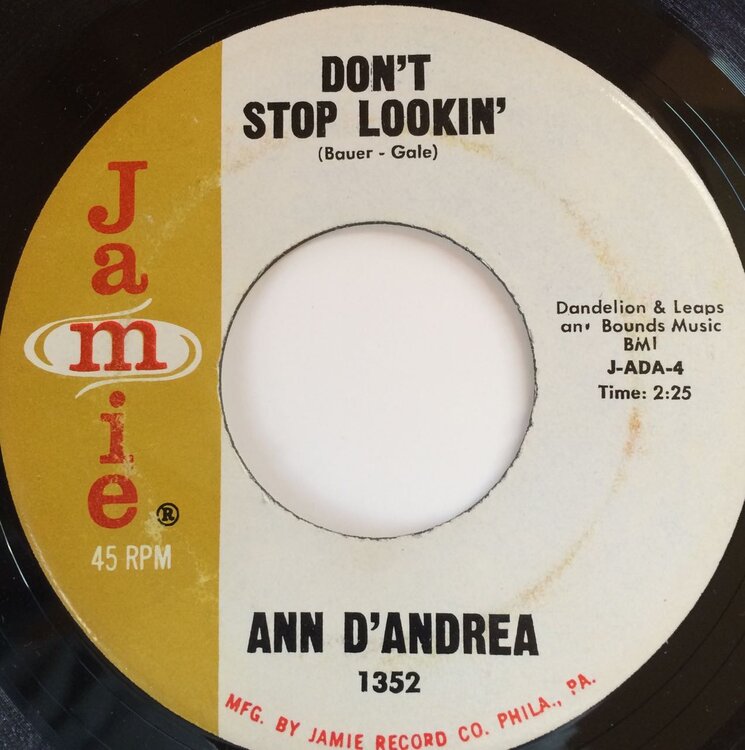 DON'T
STOP LOOKIN'
(Bauer - Gale)
Jamie
®
45 RPM
Dandelion & Leaps
an' Bounds Music
BMI
J-ADA-4
Time: 2:25
ANN D'ANDREA
1352
MFG. BY JAMIE RECORD CO. PHILA., PA.